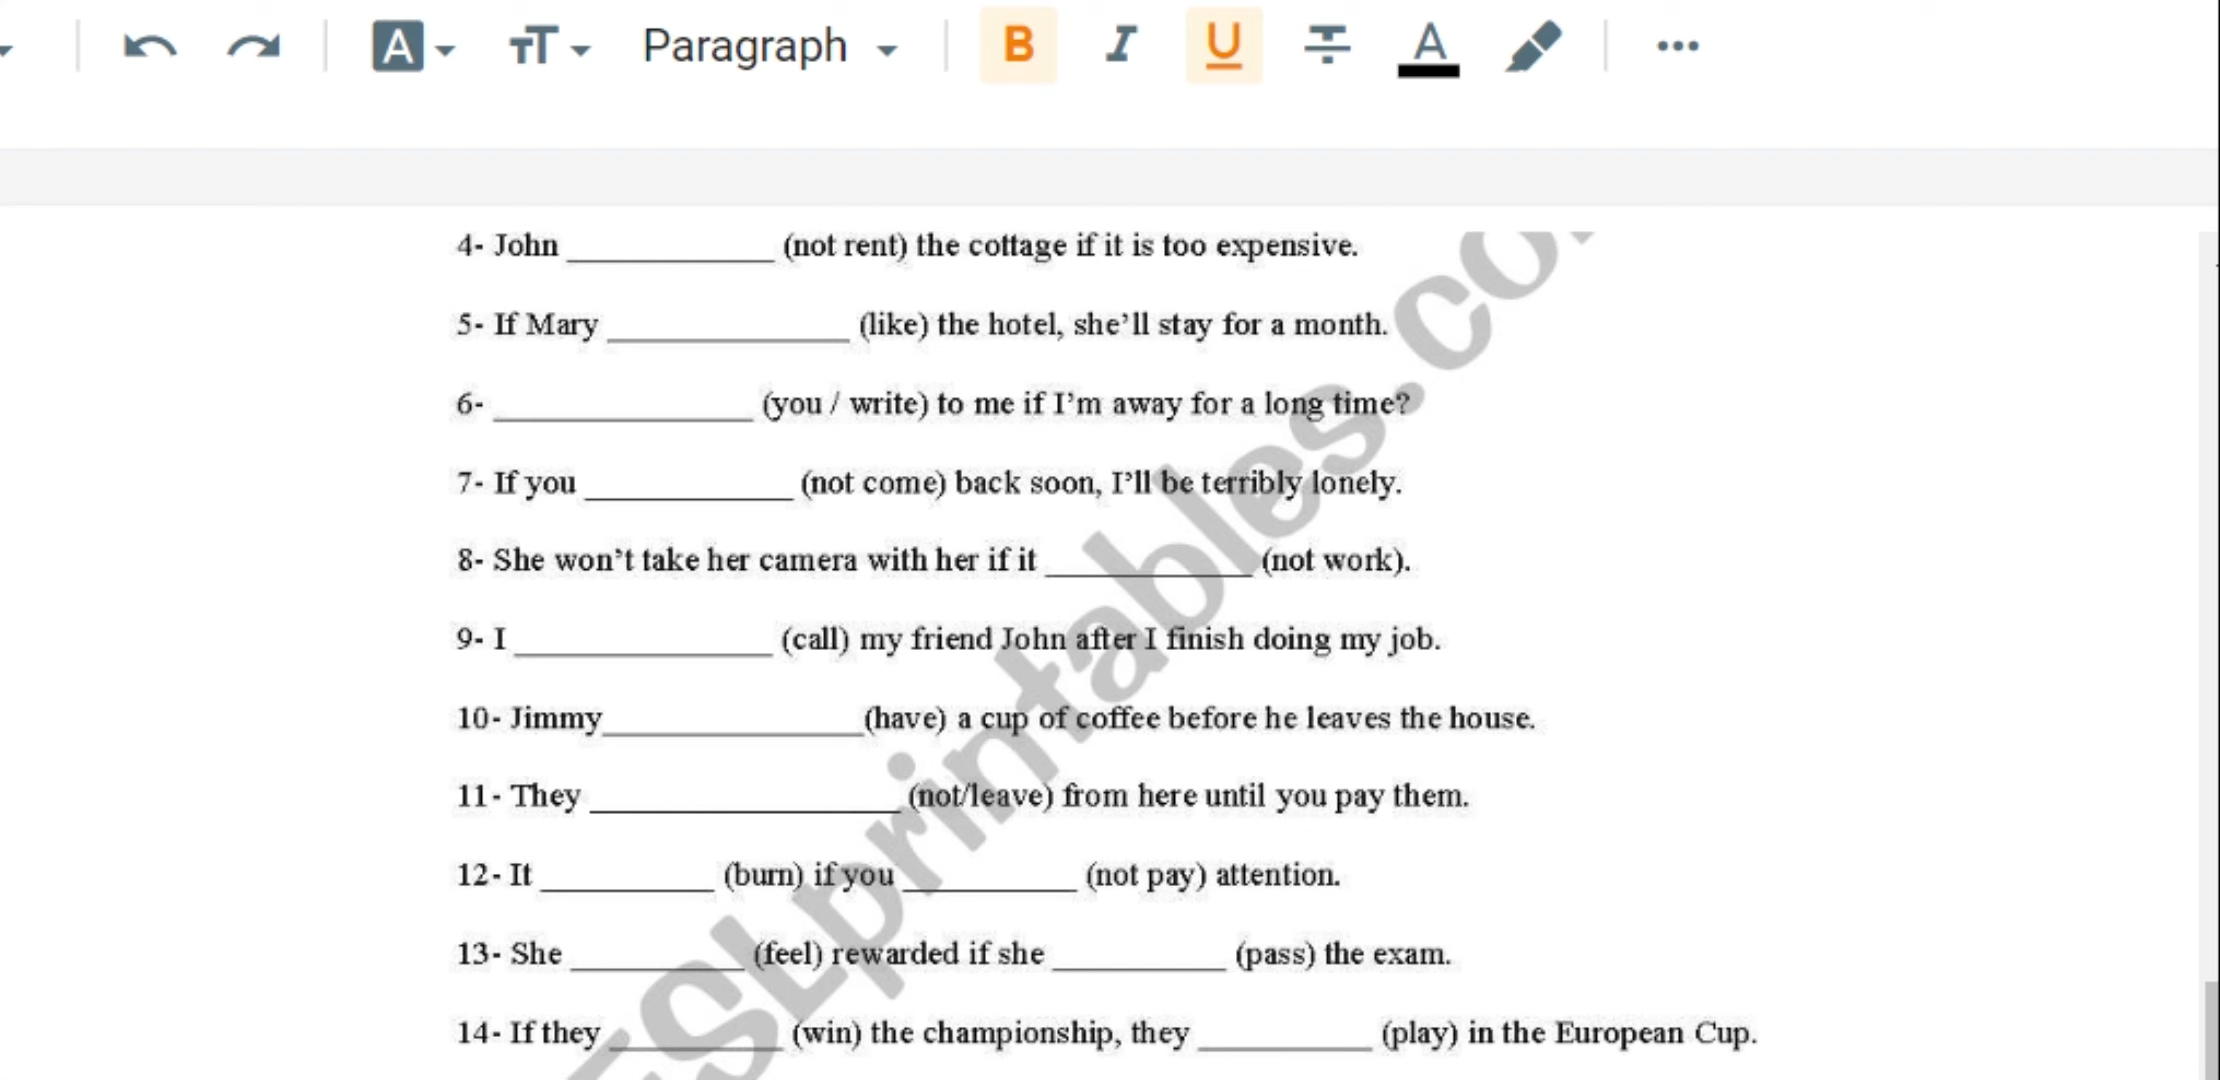 Paragraph B I U T A ...
4- John ____________ (not rent) the cottage if it is too expensive.
5- If Mary ______________ (like) the hotel, she’ll stay for a month.
6- _______________ (you / write) to me if I’m away for a long time?
7- If you ____________ (not come) back soon, I’ll be terribly lonely.
8- She won’t take her camera with her if it ____________ (not work).
9- I _______________ (call) my friend John after I finish doing my job.
10- Jimmy_______________(have) a cup of coffee before he leaves the house.
11- They __________________ (not/leave) from here until you pay them.
12- It __________ (burn) if you __________ (not pay) attention.
13- She __________ (feel) rewarded if she __________ (pass) the exam.
14- If they __________ (win) the championship, they __________ (play) in the European Cup.
ESLprintables.co